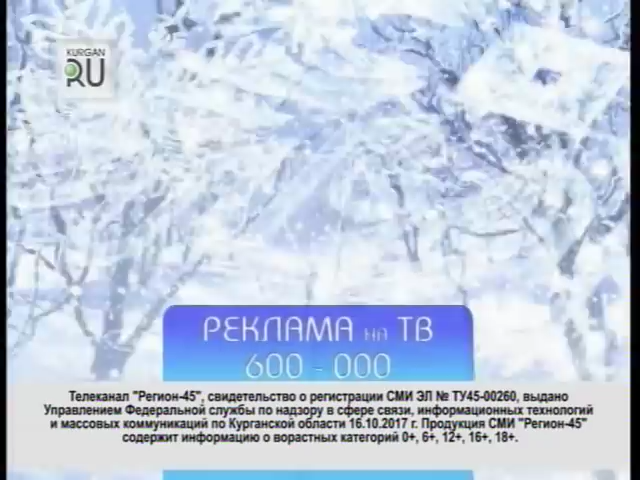 KURGAN
RU
РЕКЛАМА на ТВ
600 - 000
Телеканал "Регион-45", свидетельство о регистрации СМИ ЭЛ № ТУ45-00260, выдано
Управлением Федеральной службы по надзору в сфере связи, информационных технологий
и массовых коммуникаций по Курганской области 16.10.2017 г. Продукция СМИ "Регион-45"
содержит информацию о ворастных категорий 0+, 6+, 12+, 16+, 18+.